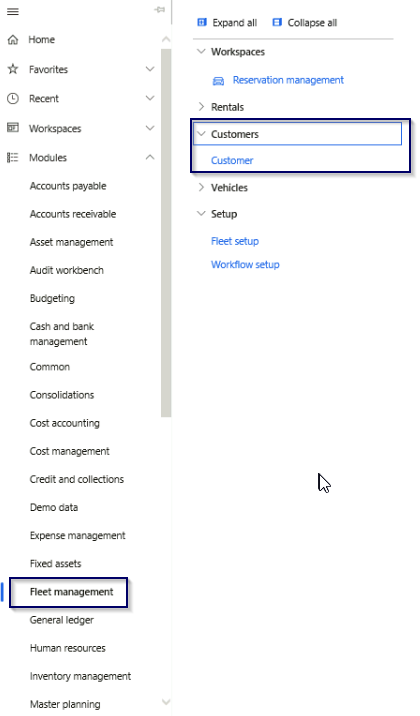 Home
Favorites
Recent
Workspaces
Modules
Accounts payable
Accounts receivable
Asset management
Audit workbench
Budgeting
Cash and bank
management
Common
Consolidations
Cost accounting
Cost management
Credit and collections
Demo data
Expense management
Fixed assets
Fleet management
General ledger
Human resources
Inventory management
Master planning
Expand all
Collapse all
Workspaces
Reservation management
Rentals
Customers
Customer
Vehicles
Setup
Fleet setup
Workflow setup